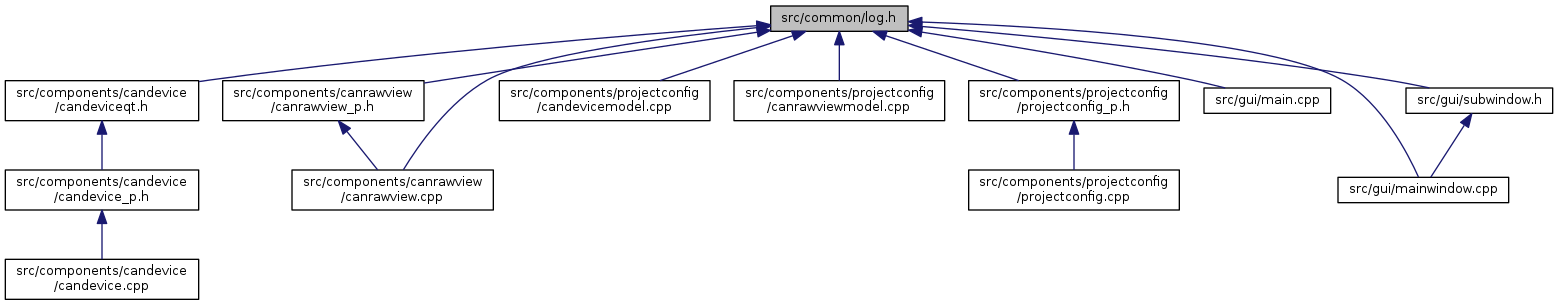 src/common/log.h
src/components/candevice
/candeviceqt.h
src/components/canrawview
/canrawview_p.h
src/components/projectconfig
/candevicemodel.cpp
src/components/projectconfig
/canrawviewmodel.cpp
src/components/projectconfig
/projectconfig_p.h
src/gui/main.cpp
src/gui/subwindow.h
src/components/candevice
/candevice_p.h
src/components/canrawview
/canrawview.cpp
src/components/projectconfig
/projectconfig.cpp
src/gui/mainwindow.cpp
src/components/candevice
/candevice.cpp